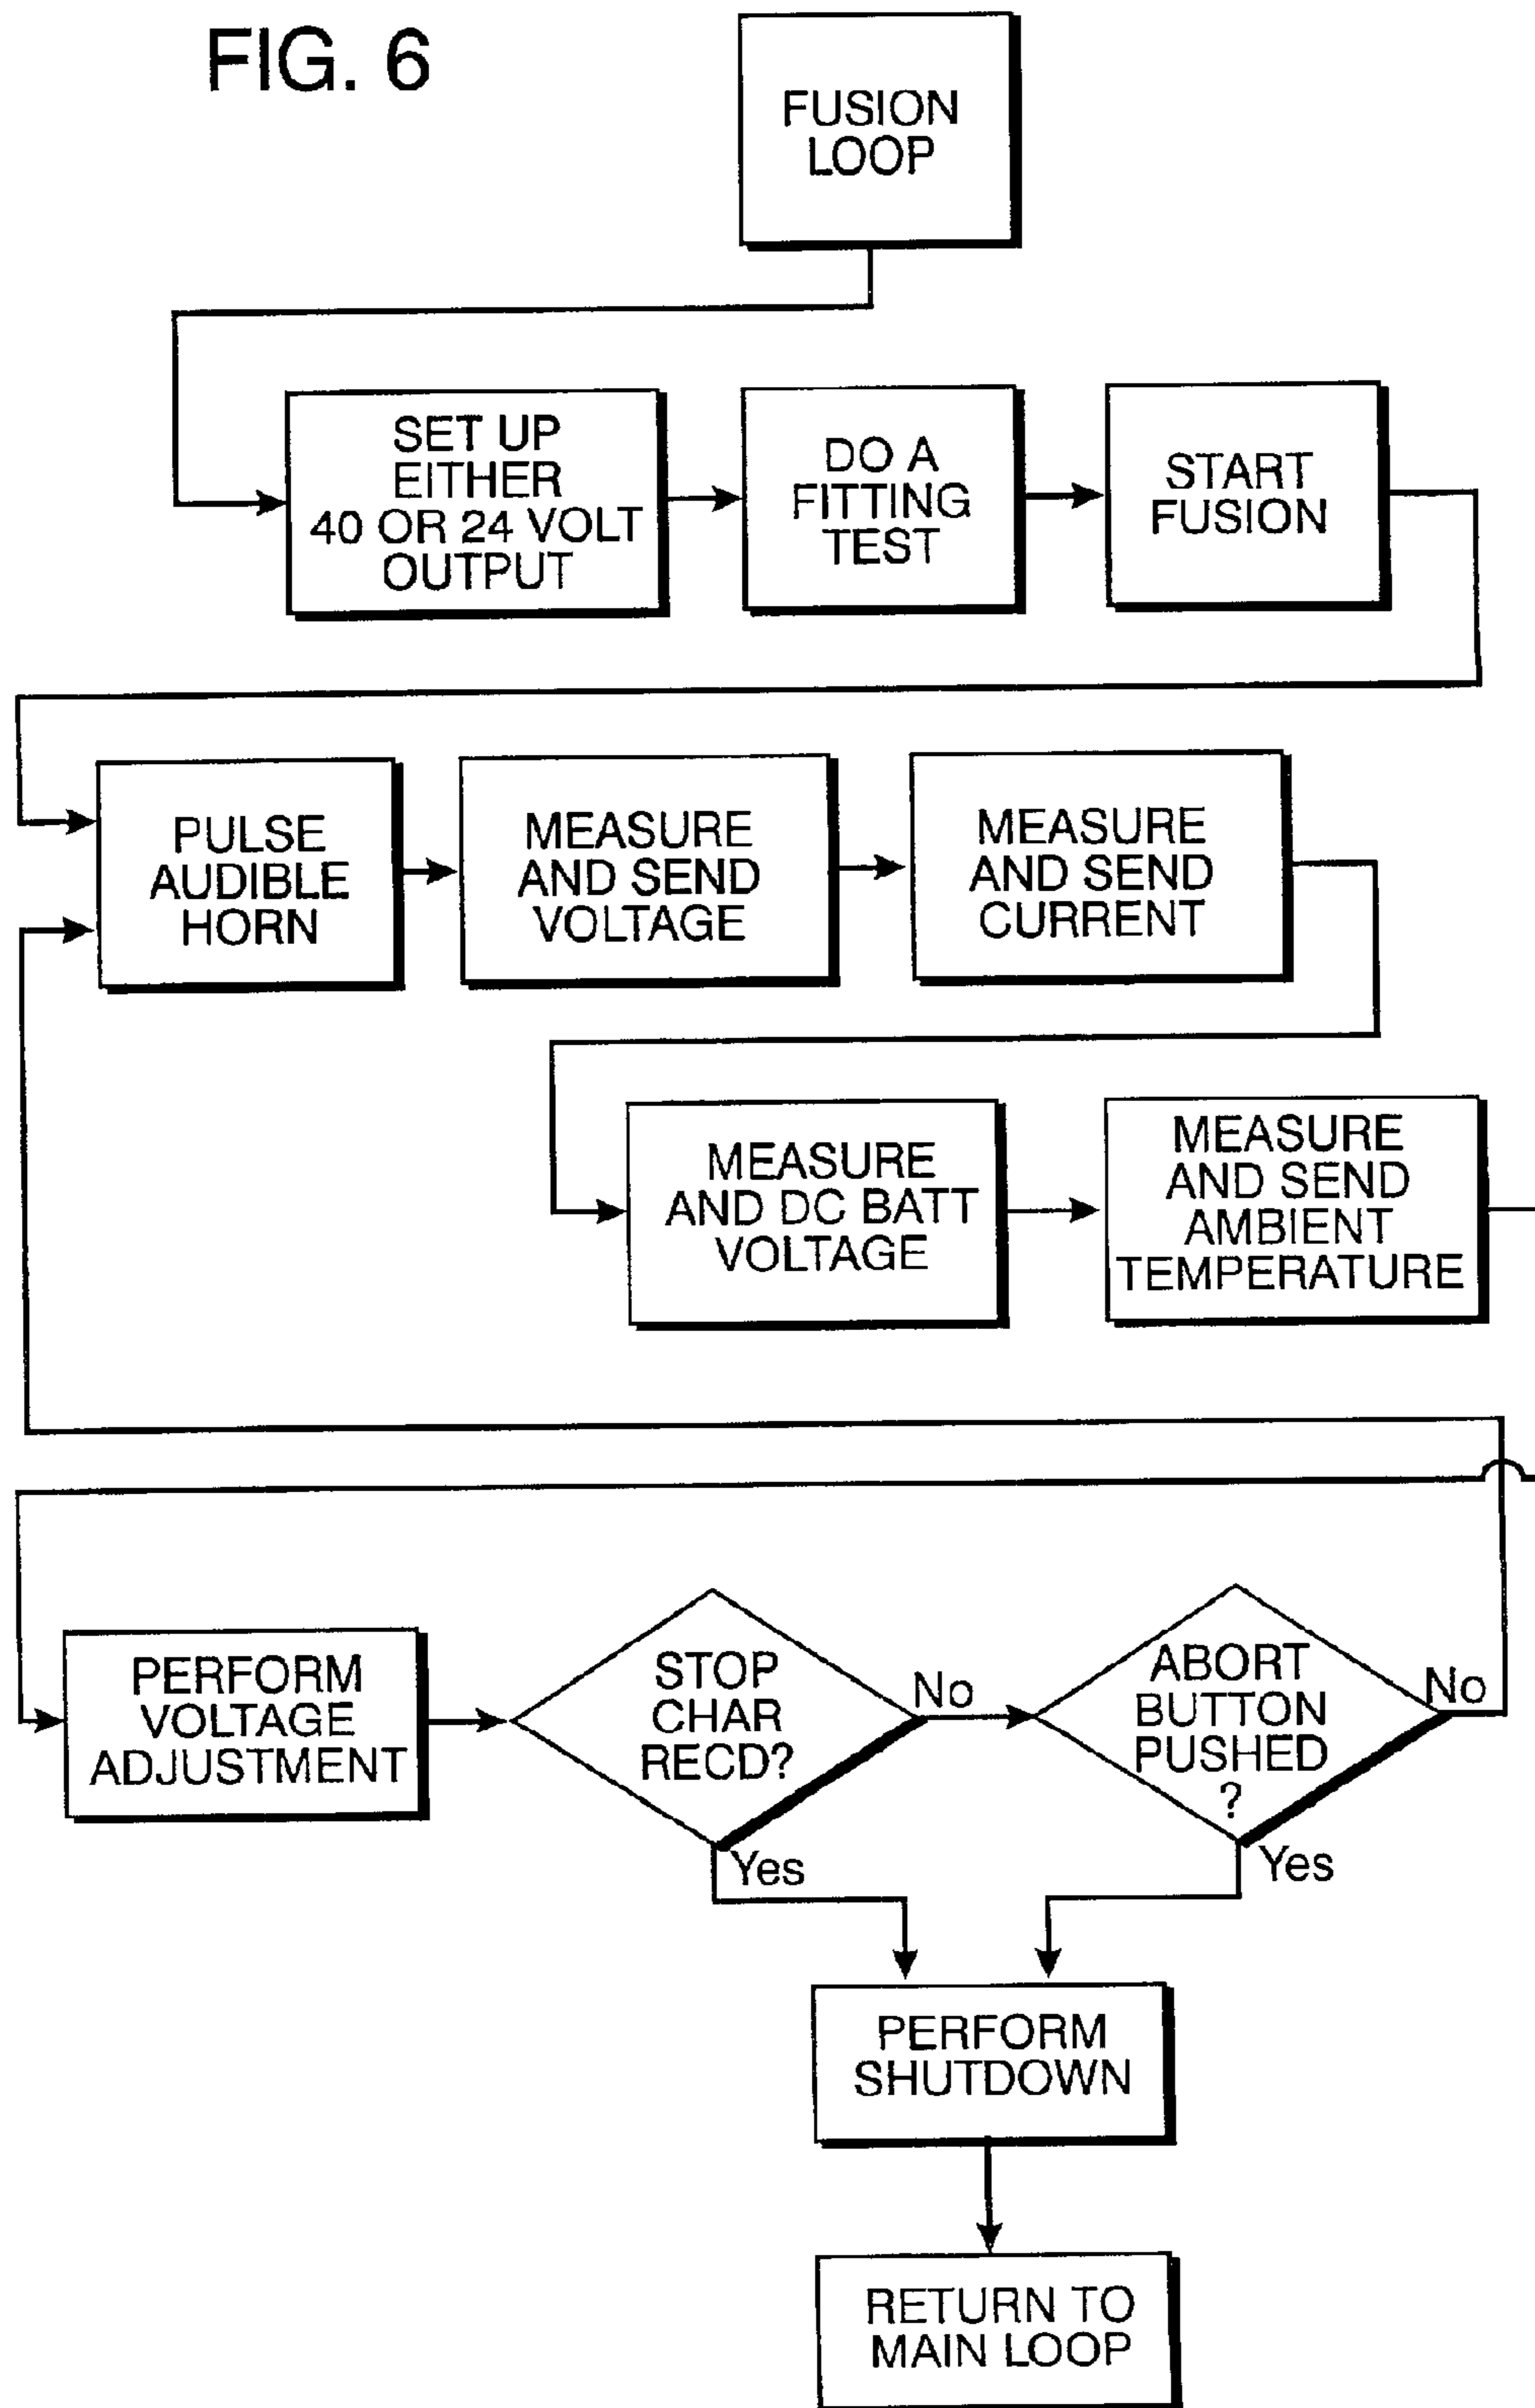 FIG. 6
FUSION
LOOP
SET UP
EITHER
40 OR 24 VOLT
OUTPUT
DO A
FITTING
TEST
START
FUSION
PULSE
AUDIBLE
HORN
MEASURE
AND SEND
VOLTAGE
MEASURE
AND SEND
CURRENT
MEASURE
AND DC BATT
VOLTAGE
MEASURE
AND SEND
AMBIENT
TEMPERATURE
PERFORM
VOLTAGE
ADJUSTMENT
STOP
CHAR
RECD?
No
Yes
ABORT
BUTTON
PUSHED
?
No
Yes
PERFORM
SHUTDOWN
RETURN TO
MAIN LOOP